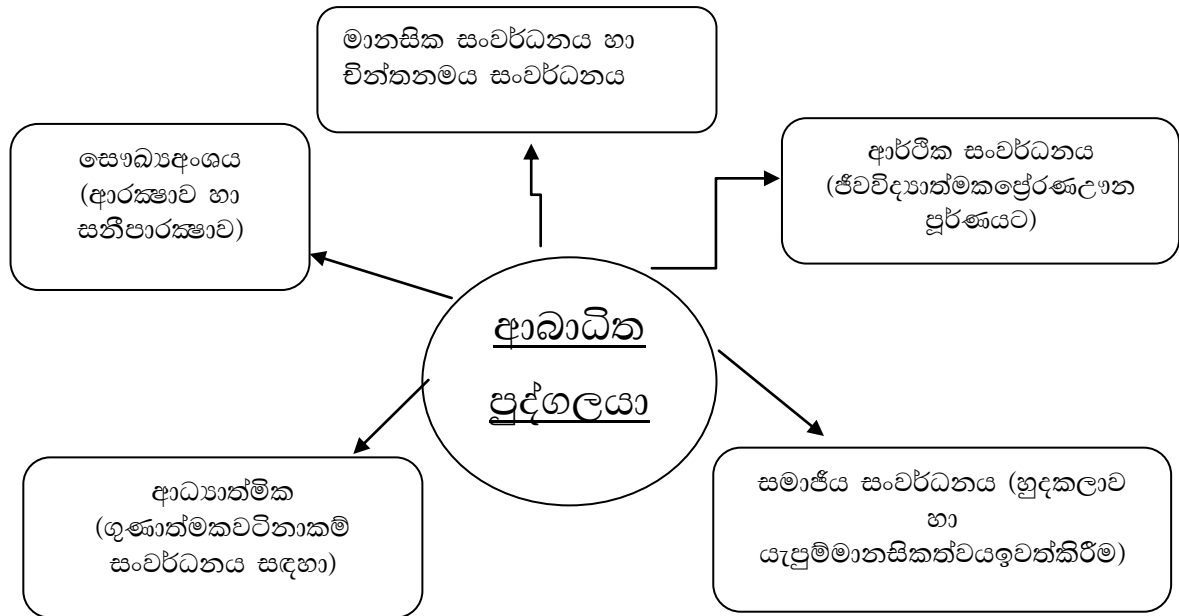 මානසික සංවර්ධනය හා
චින්තනමය සංවර්ධනය
සෞඛ්‍යඅංශය
(ආරක්‍ෂාව හා
සනීපාරක්‍ෂාව)
ආර්ථික සංවර්ධනය
(ජීවවිද්‍යාත්මකප්‍රේරණඌන
පූර්ණයට)
ආබාධිත
පුද්ගලයා
ආධ්‍යාත්මික
(ගුණාත්මකවටිනාකම්
සංවර්ධනය සඳහා)
සමාජීය සංවර්ධනය (හුදකලාව
හා
යැපුම්මානසිකත්වයඉවත්කිරීම)